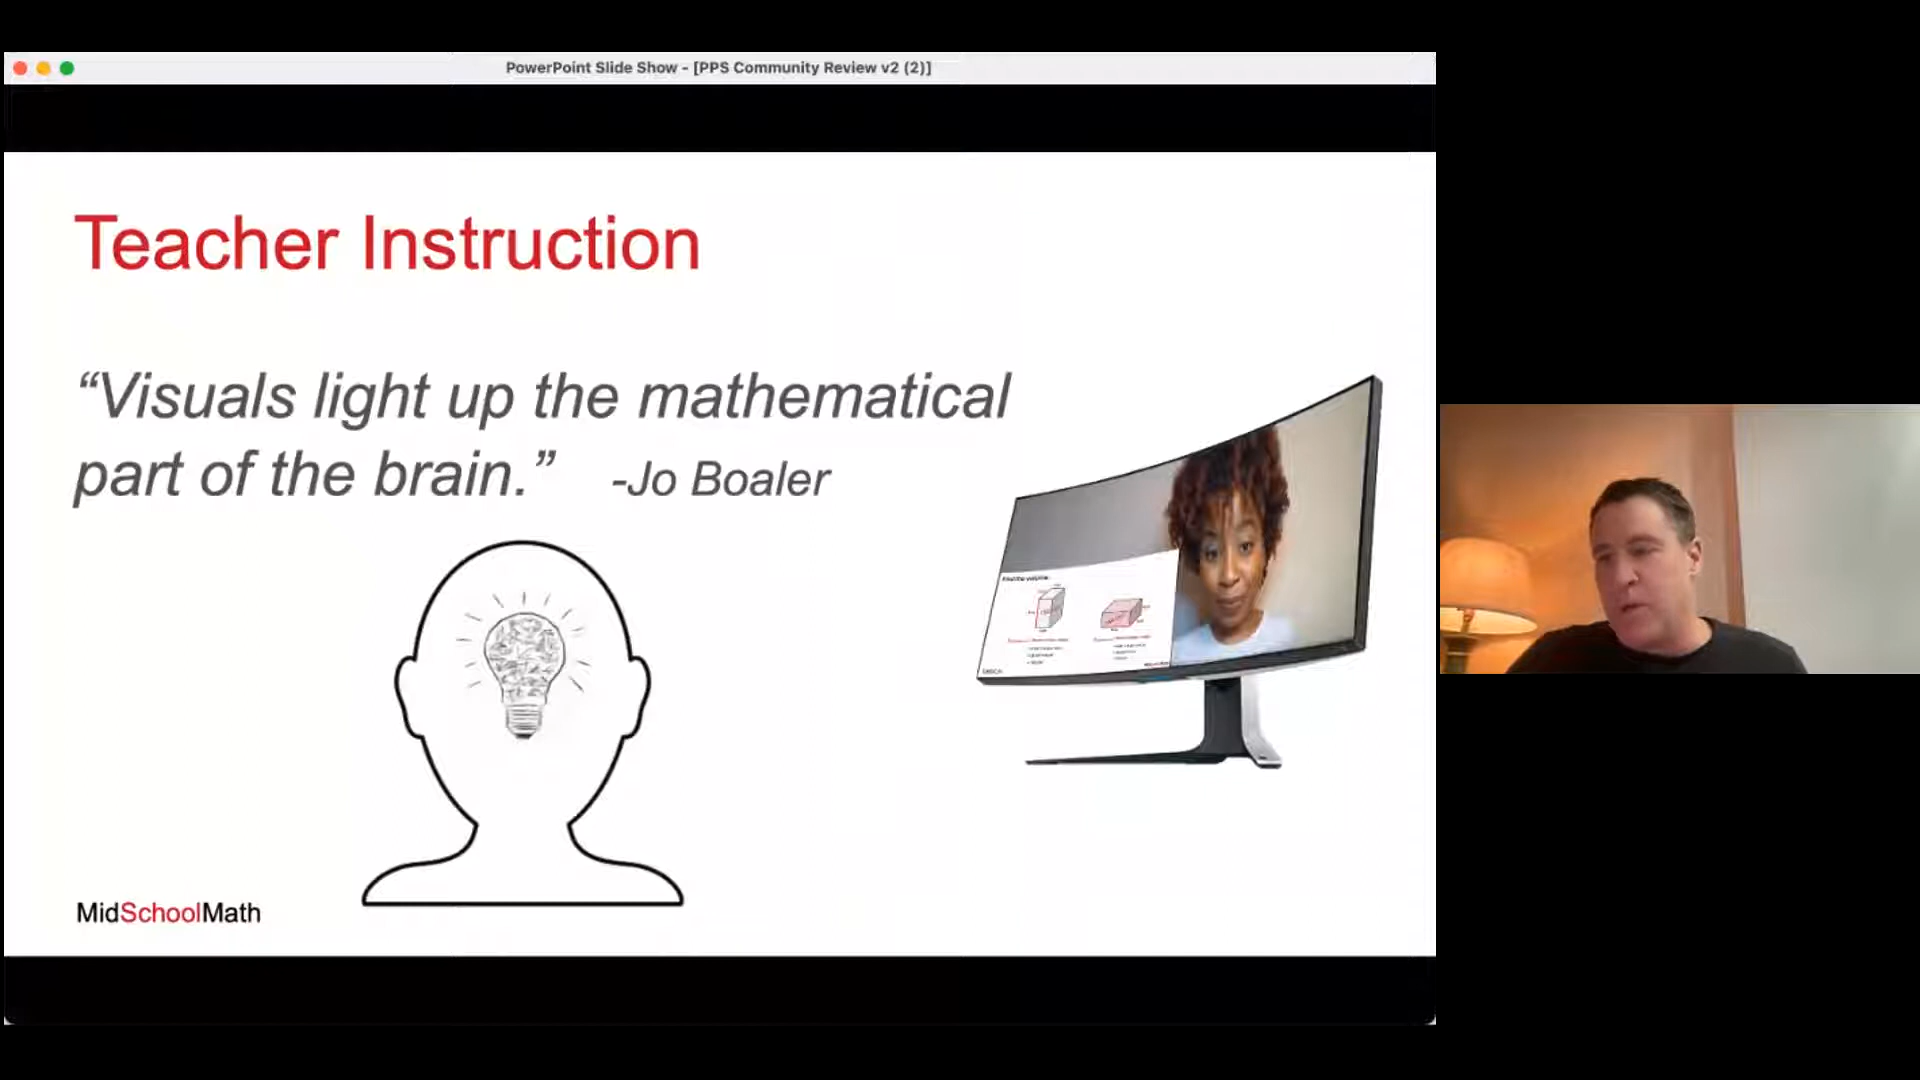 PowerPoint Slide Show - [PPS Community Review v2 (2)]
Teacher Instruction
“Visuals light up the mathematical
part of the brain.” -Jo Boaler
MidSchoolMath